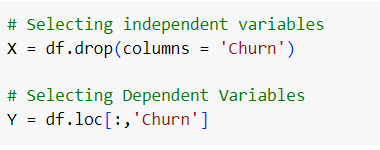 # Selecting independent variables
X = df.drop(columns = 'Churn')
# Selecting Dependent Variables
Y = df.loc[:,'Churn']